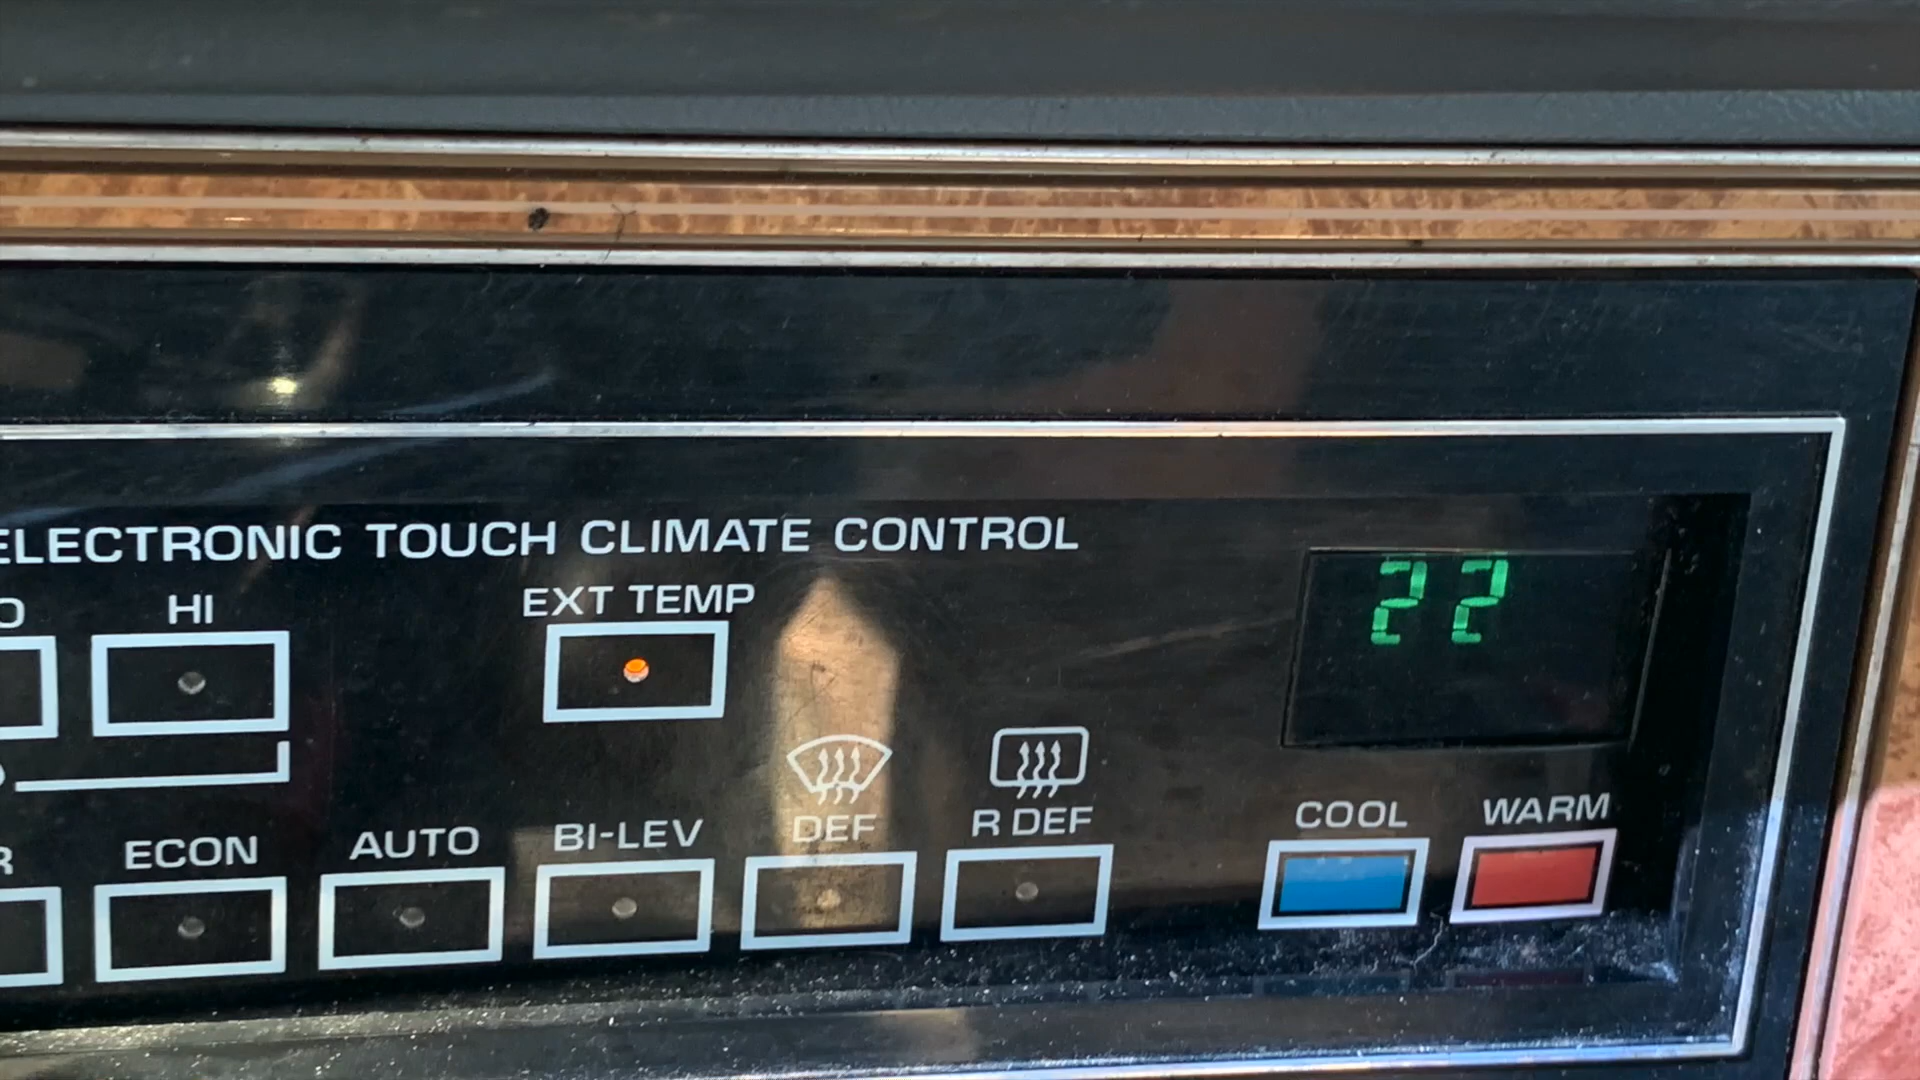 ELECTRONIC TOUCH CLIMATE CONTROL
HI
EXT TEMP
22
ECON
AUTO
BI-LEV
DEF
R DEF
COOL
WARM